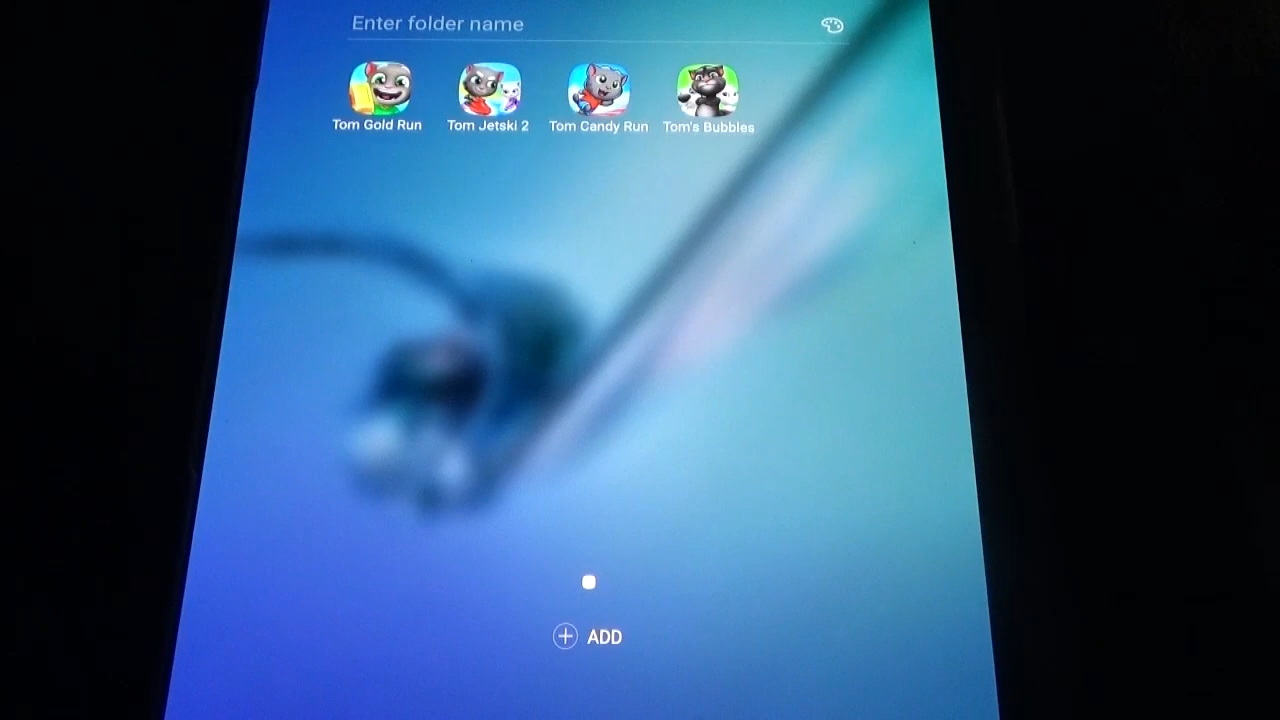 Enter folder name
Tom Gold Run
Tom Jetski 2
Tom Candy Run
Tom's Bubbles
ADD